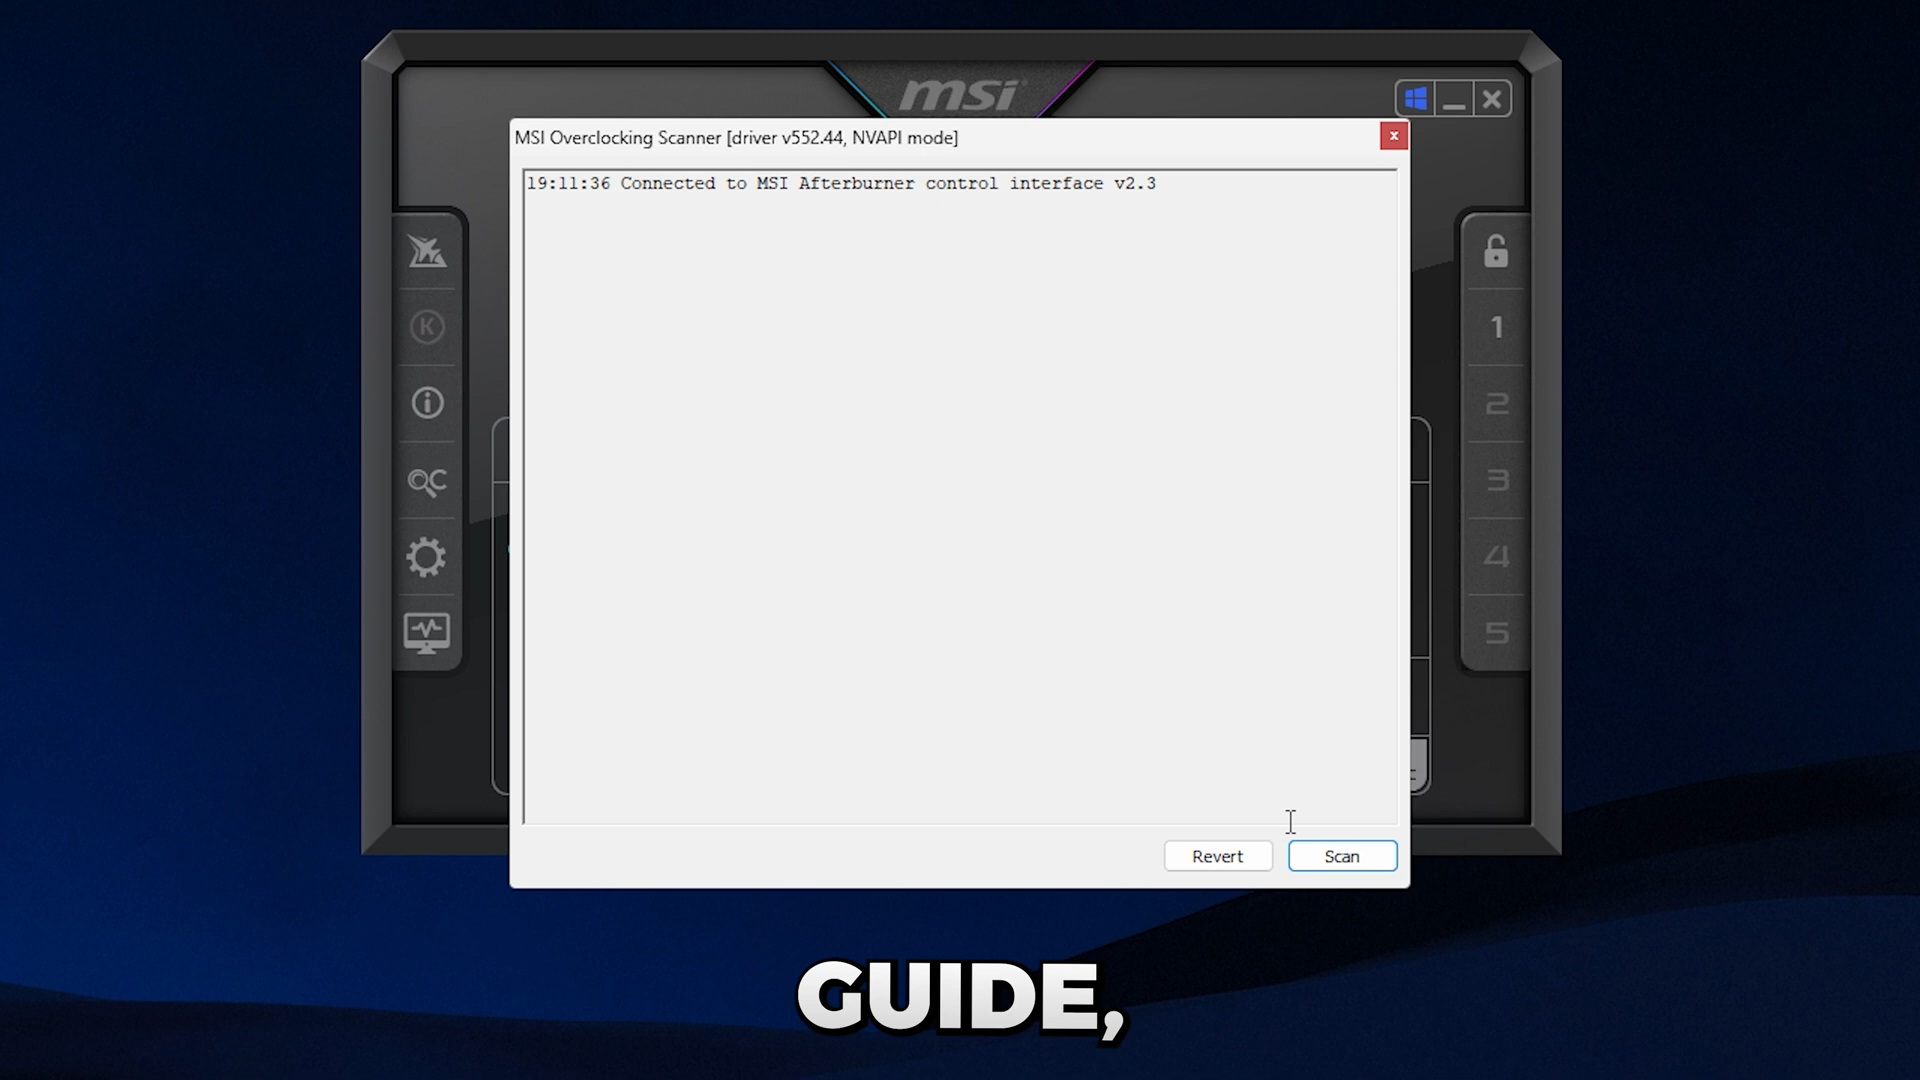 msi
MSI Overclocking Scanner [driver v552.44, NVAPI mode]
x
19:11:36 Connected to MSI Afterburner control interface v2.3
K
i
OC
1
2
3
4
5
Revert
Scan
GUIDE,